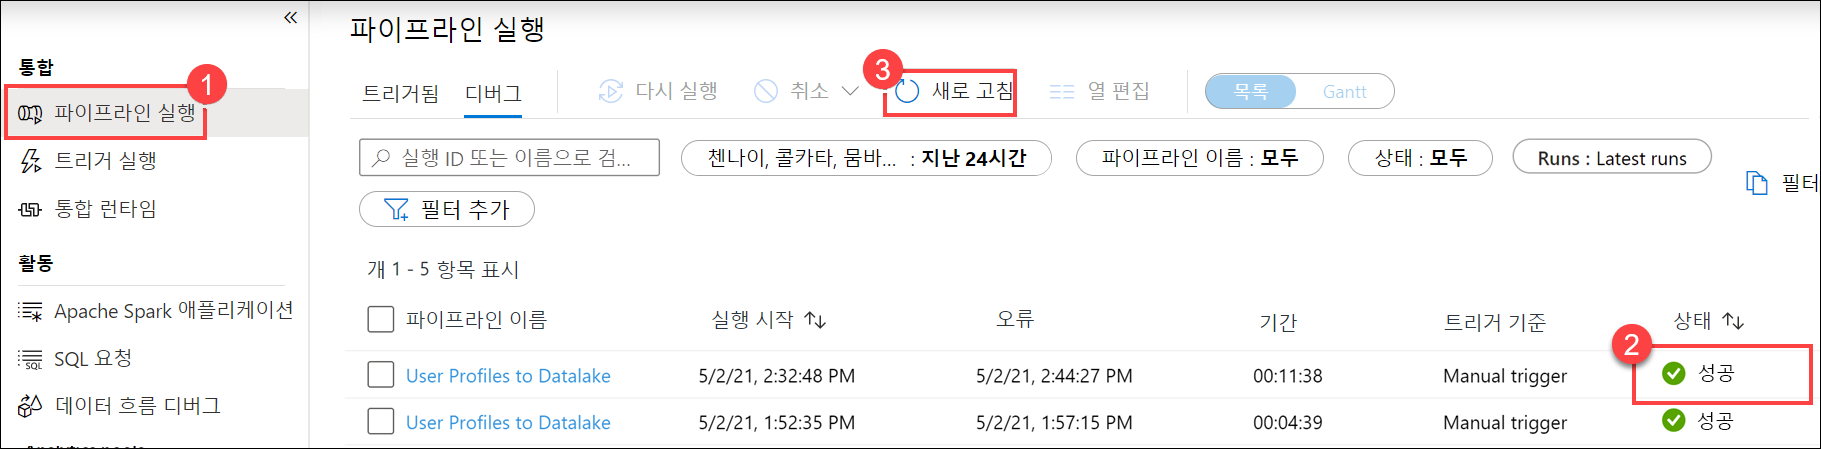 «
통합
1
파이프라인 실행
트리거 실행
통합 런타임
활동
Apache Spark 애플리케이션
SQL 요청
데이터 흐름 디버그
파이프라인 실행
트리거됨 디버그 다시 실행 취소 3 새로 고침 열 편집 목록 Gantt
실행 ID 또는 이름으로 검... 첸나이, 콜카타, 뭄바... : 지난 24시간 파이프라인 이름 : 모두 상태 : 모두 Runs : Latest runs
필터
필터 추가
개 1 - 5 항목 표시
파이프라인 이름 실행 시작 오류 기간 트리거 기준 상태
2
User Profiles to Datalake 5/2/21, 2:32:48 PM 5/2/21, 2:44:27 PM 00:11:38 Manual trigger 성공
User Profiles to Datalake 5/2/21, 1:52:35 PM 5/2/21, 1:57:15 PM 00:04:39 Manual trigger 성공